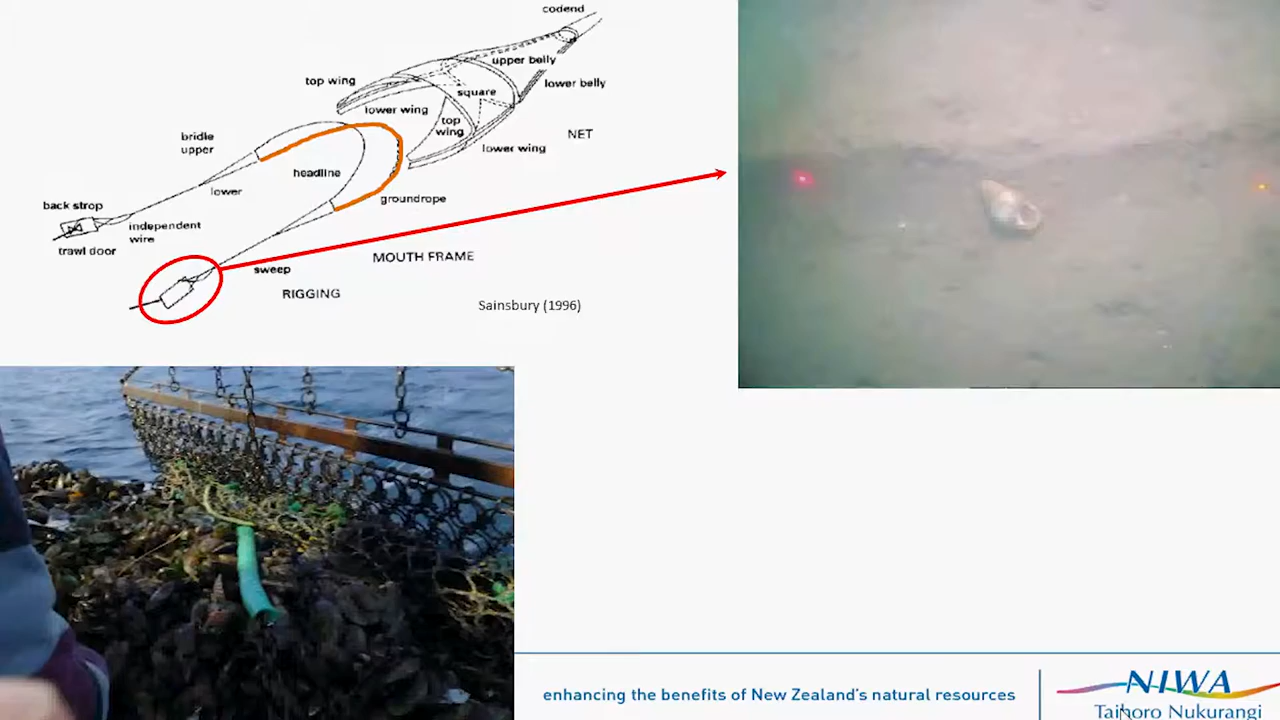 codend
upper belly
top wing
lower belly
square
lower wing
top
wing
NET
bridle
upper
lower wing
headline
lower
groundrope
back strop
independent
wire
trawl door
MOUTH FRAME
sweep
RIGGING
Sainsbury (1996)
enhancing the benefits of New Zealand's natural resources
NIWA
Taihoro Nukurangi